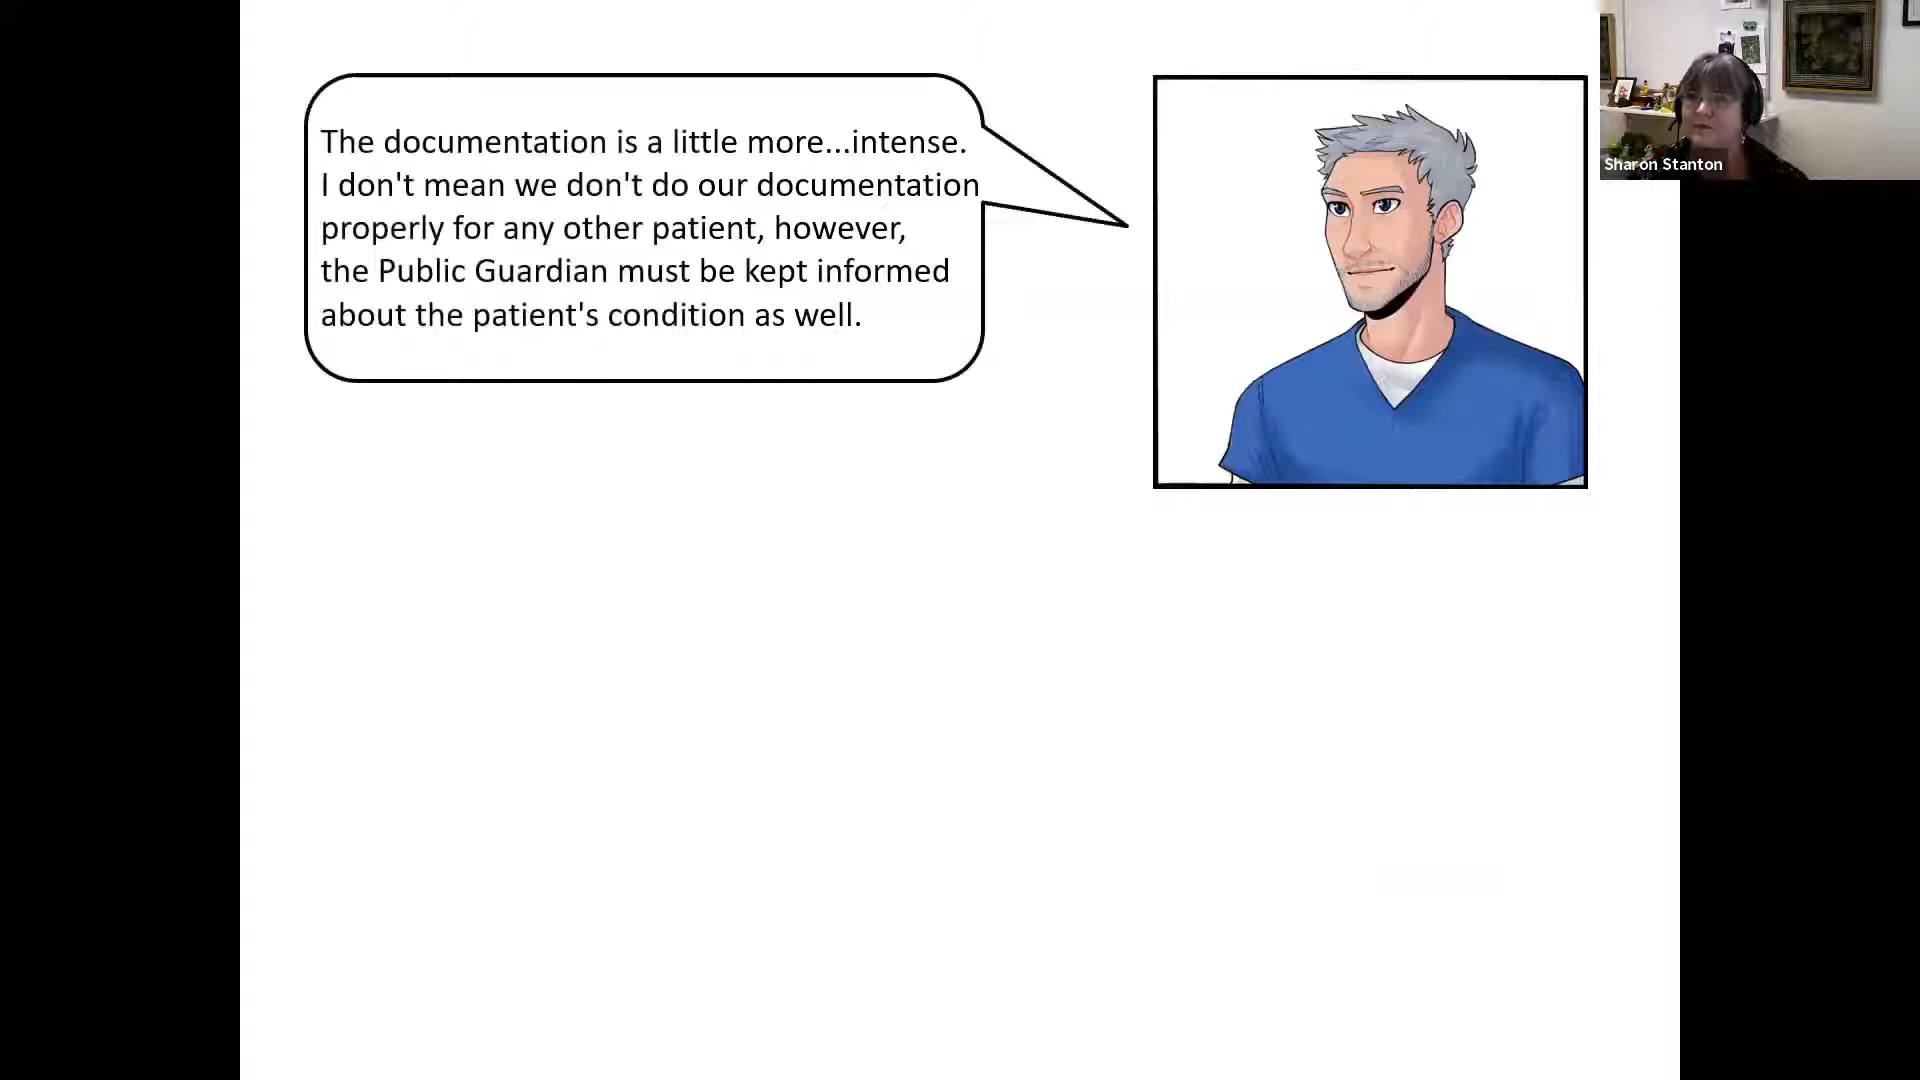 The documentation is a little more...intense.
I don't mean we don't do our documentation
properly for any other patient, however,
the Public Guardian must be kept informed
about the patient's condition as well.
Sharon Stanton